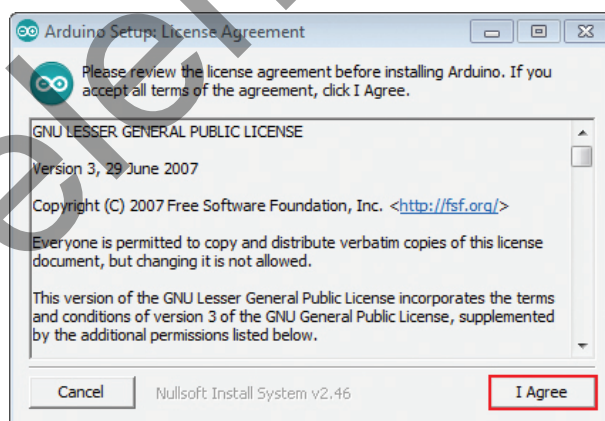 Arduino Setup: License Agreement
Please review the license agreement before installing Arduino. If you
accept all terms of the agreement, click I Agree.
GNU LESSER GENERAL PUBLIC LICENSE
Version 3, 29 June 2007
Copyright (C) 2007 Free Software Foundation, Inc. <http://fsf.org/>
Everyone is permitted to copy and distribute verbatim copies of this license
document, but changing it is not allowed.
This version of the GNU Lesser General Public License incorporates the terms
and conditions of version 3 of the GNU General Public License, supplemented
by the additional permissions listed below.
Cancel
Nullsoft Install System v2.46
I Agree